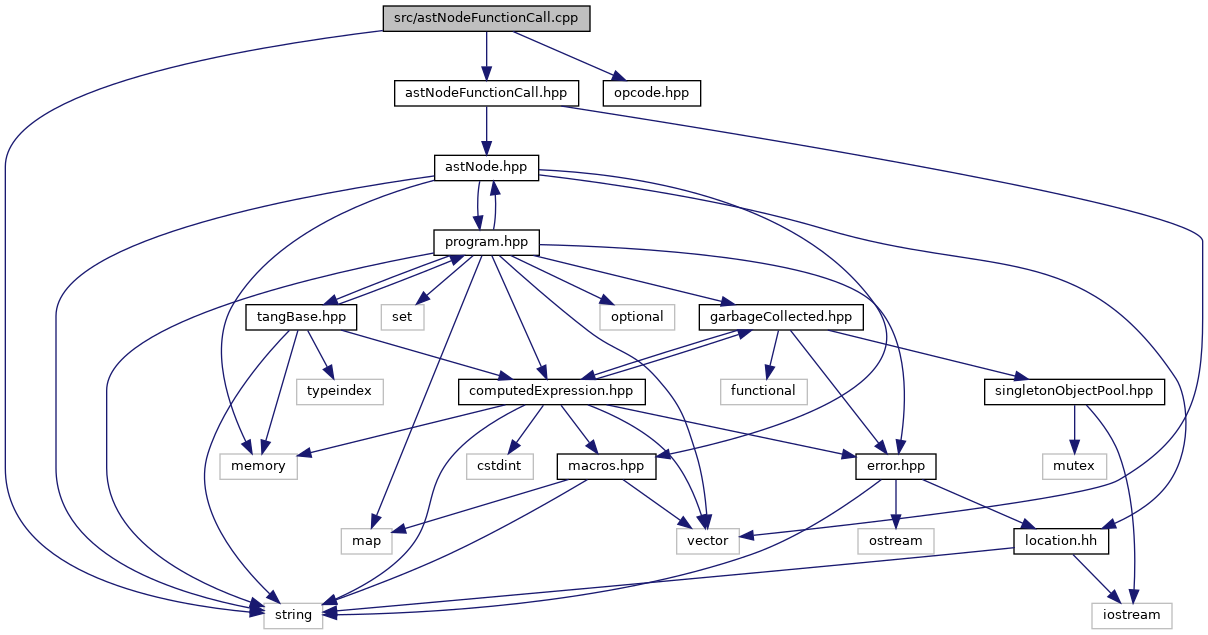 src/astNodeFunctionCall.cpp
astNodeFunctionCall.hpp
opcode.hpp
astNode.hpp
program.hpp
tangBase.hpp
set
optional
garbageCollected.hpp
typeindex
computedExpression.hpp
functional
singletonObjectPool.hpp
memory
cstdint
macros.hpp
error.hpp
mutex
map
vector
ostream
location.hh
string
iostream